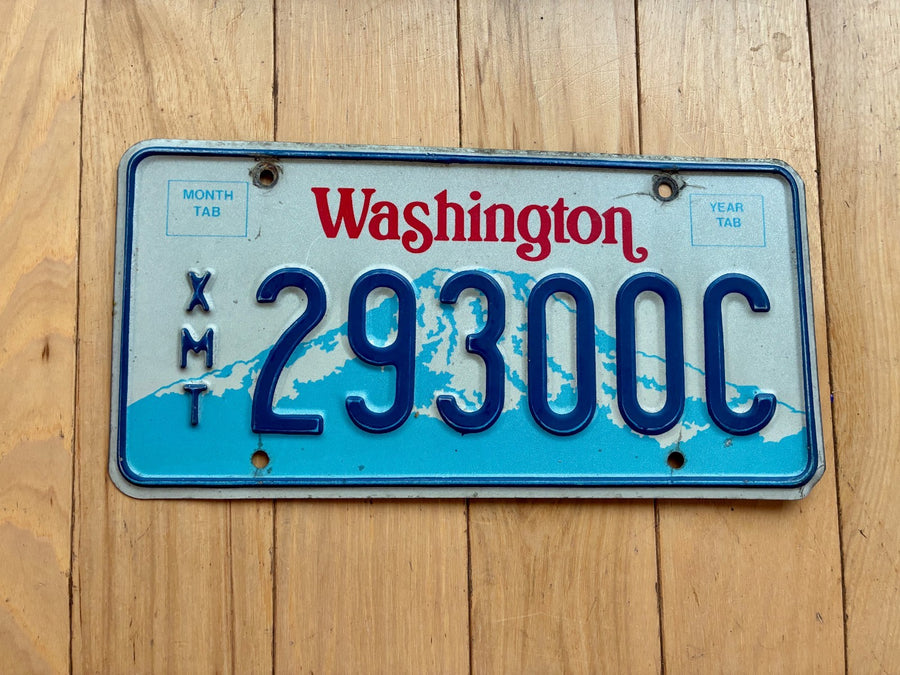 MONTH
TAB
Washington
YEAR
TAB
XMT
29300C